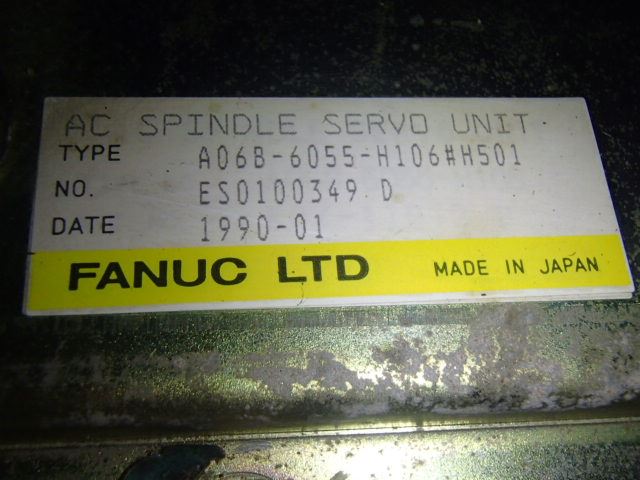 AC SPINDLE SERVO UNIT
TYPE A06B-6055-H106#H501
NO. ES0100349 D
DATE 1990-01
FANUC LTD MADE IN JAPAN